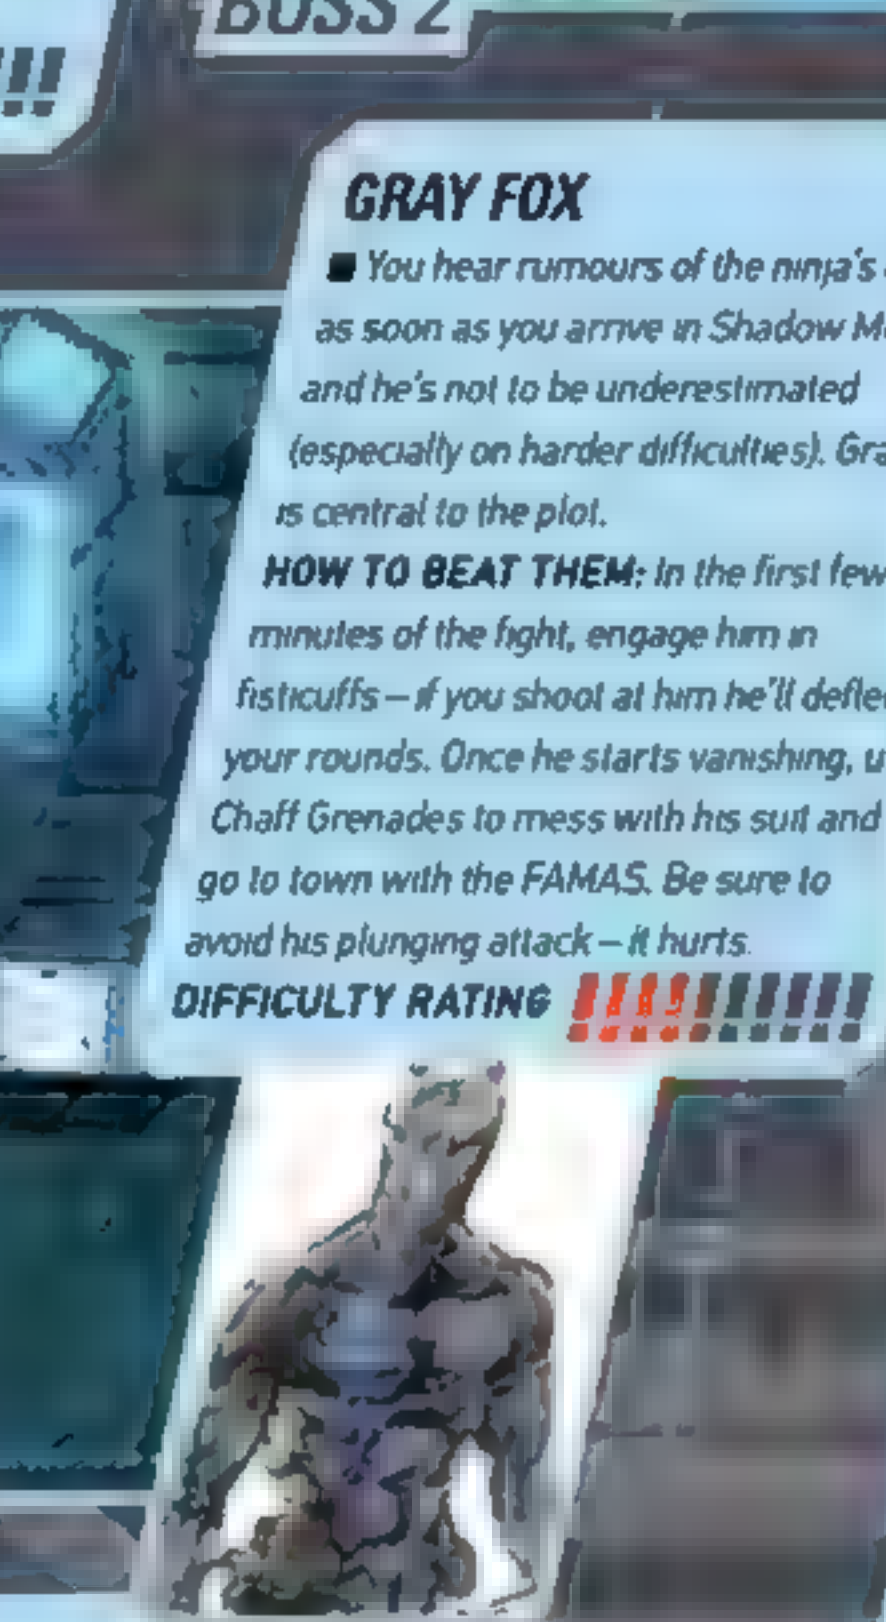 BOSS 2
!!
GRAY FOX
■ You hear rumours of the ninja's
as soon as you arrive in Shadow
and he's not to be underestimated
(especially on harder difficulties).
is central to the plot.
HOW TO BEAT THEM: In the first few
minutes of the fight, engage him in
fisticuffs – if you shoot at him he'll
your rounds. Once he starts vanishing,
Chaff Grenades to mess with his suit and
go to town with the FAMAS. Be sure to
avoid his plunging attack – it hurts.
DIFFICULTY RATING !!!!!!!!!!